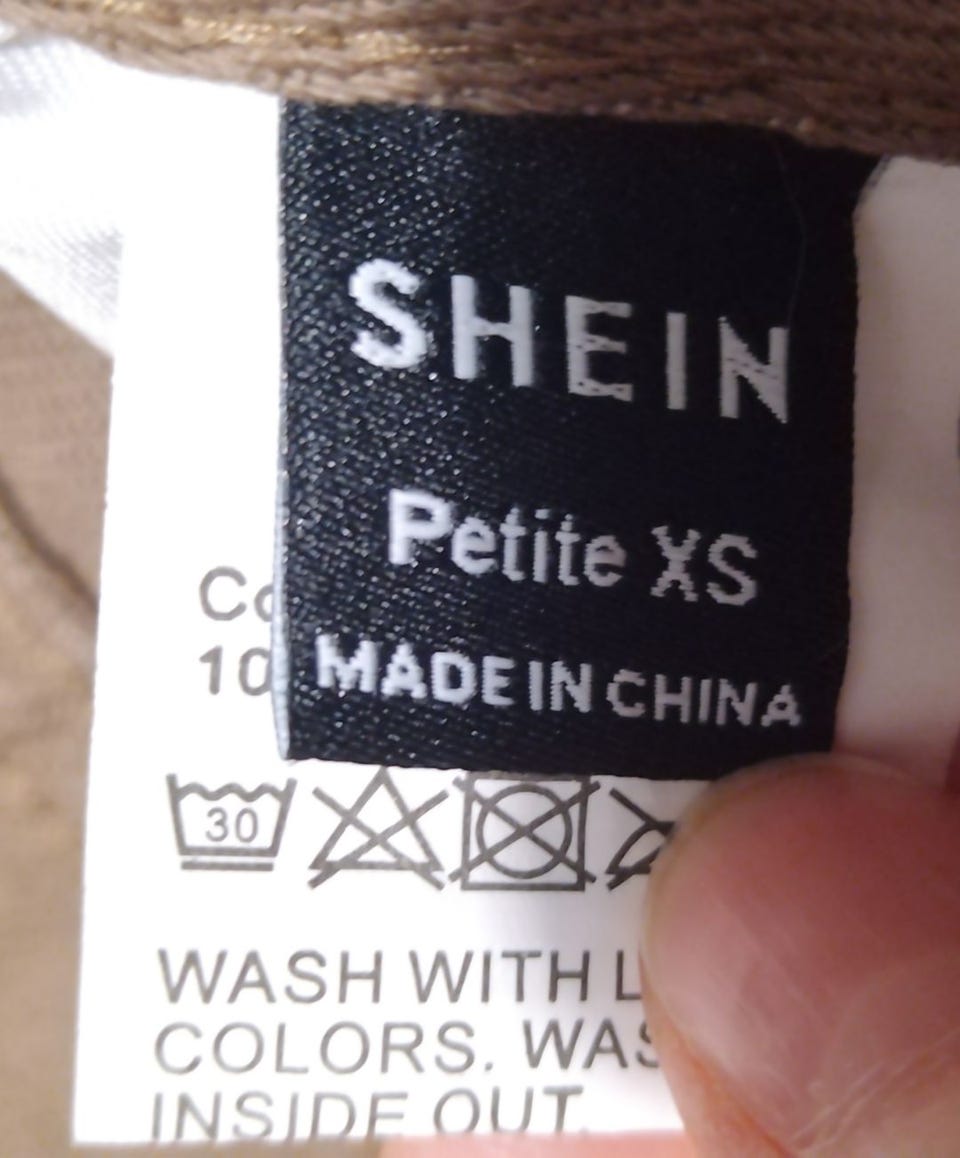 SHEIN
Petite XS
MADE IN CHINA
30
WASH WITH
COLORS.
INSIDE OUT.